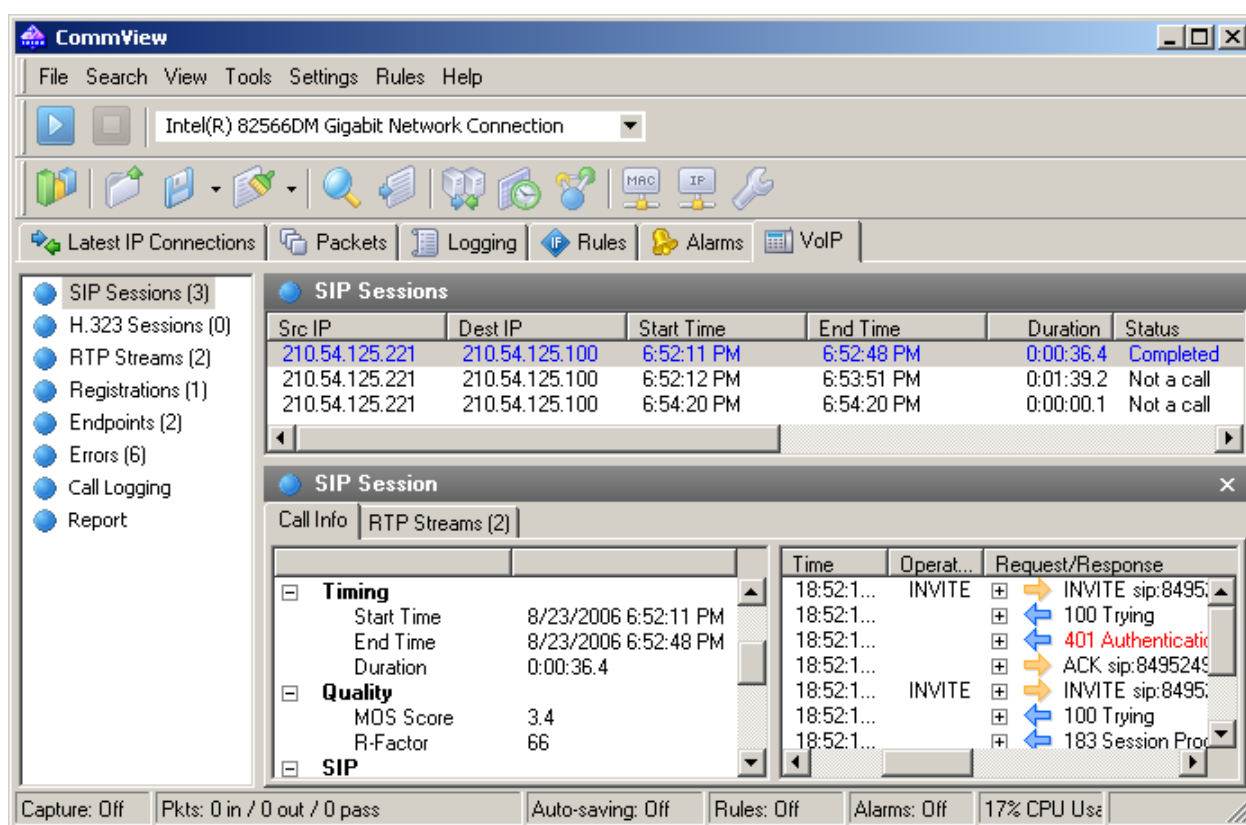 CommView
File Search View Tools Settings Rules Help
Intel(R) 82566DM Gigabit Network Connection
MAC IP
Latest IP Connections Packets Logging IF Rules Alarms VoIP
SIP Sessions (3)
H.323 Sessions (0)
RTP Streams (2)
Registrations (1)
Endpoints (2)
Errors (6)
Call Logging
Report
SIP Sessions
Src IP Dest IP Start Time End Time Duration Status
210.54.125.221 210.54.125.100 6:52:11 PM 6:52:48 PM 0:00:36.4 Completed
210.54.125.221 210.54.125.100 6:52:12 PM 6:53:51 PM 0:01:39.2 Not a call
210.54.125.221 210.54.125.100 6:54:20 PM 6:54:20 PM 0:00:00.1 Not a call
SIP Session
Call Info RTP Streams (2)
Timing
Start Time 8/23/2006 6:52:11 PM
End Time 8/23/2006 6:52:48 PM
Duration 0:00:36.4
Quality
MOS Score 3.4
R-Factor 66
SIP
Time Operat... Request/Response
18:52:1... INVITE INVITE sip:8495
18:52:1... 100 Trying
18:52:1... 401 Authenticatic
18:52:1... ACK sip:8495249
18:52:1... INVITE INVITE sip:8495
18:52:1... 100 Trying
18:52:1... 183 Session Proc
Capture: Off Pkts: 0 in / 0 out / 0 pass Auto-saving: Off Rules: Off Alarms: Off 17% CPU Usa